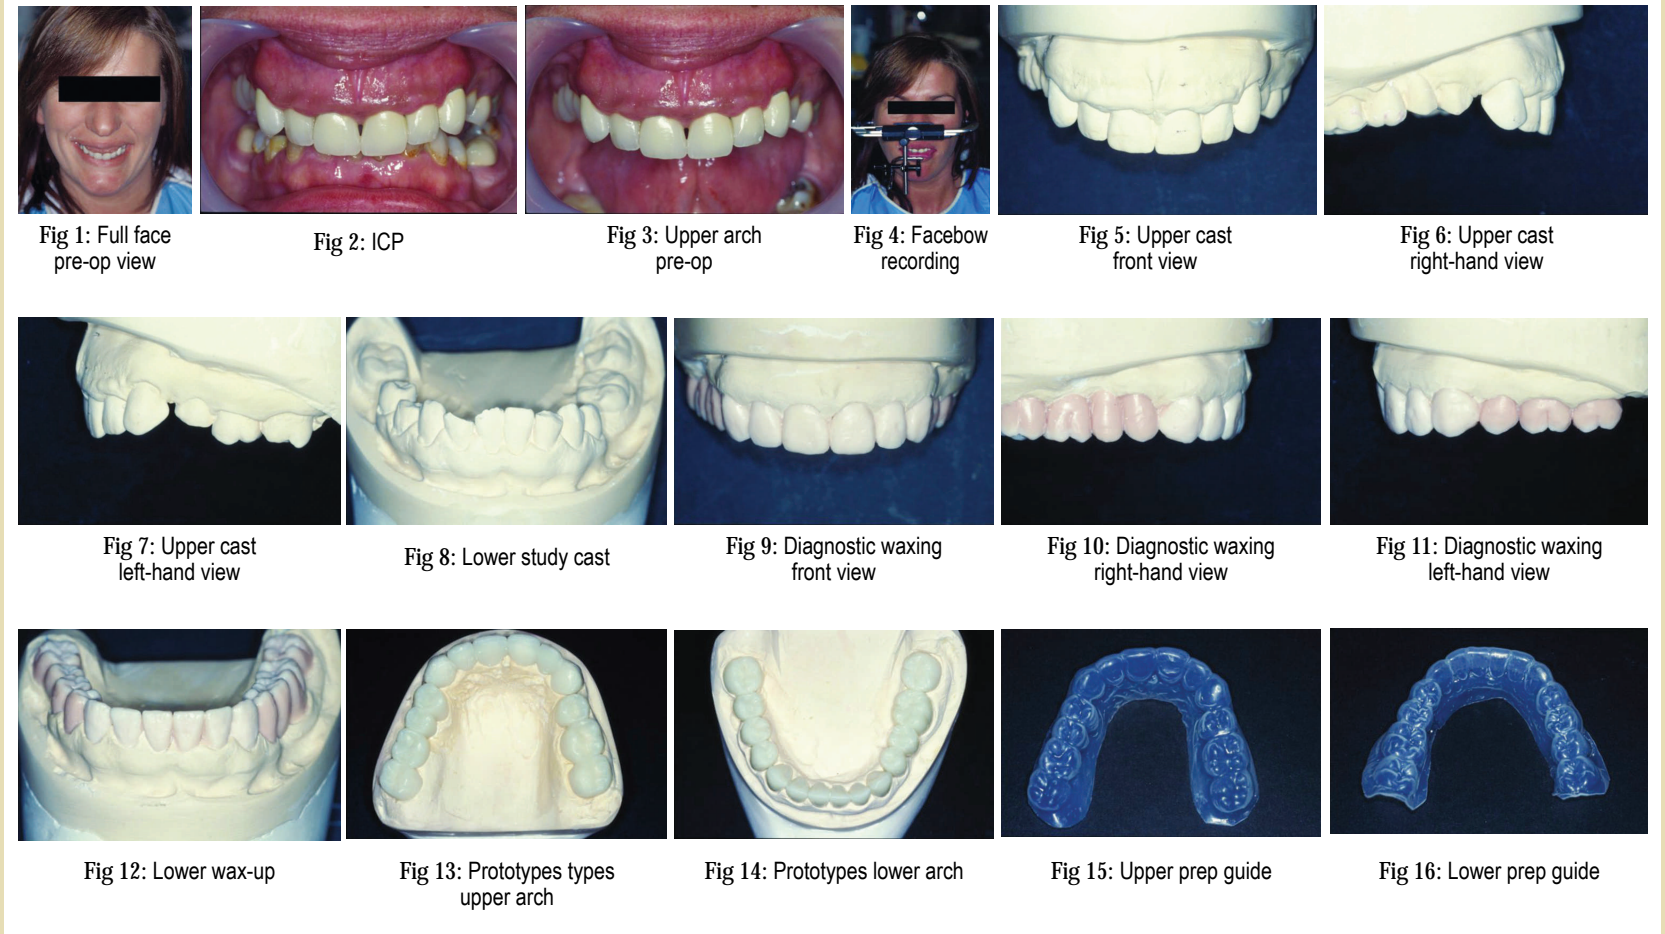 Fig 1: Full face
pre-op view
Fig 2: ICP
Fig 3: Upper arch
pre-op
Fig 4: Facebow
recording
Fig 5: Upper cast
front view
Fig 6: Upper cast
right-hand view
Fig 7: Upper cast
left-hand view
Fig 8: Lower study cast
Fig 9: Diagnostic waxing
front view
Fig 10: Diagnostic waxing
right-hand view
Fig 11: Diagnostic waxing
left-hand view
Fig 12: Lower wax-up
Fig 13: Prototypes types
upper arch
Fig 14: Prototypes lower arch
Fig 15: Upper prep guide
Fig 16: Lower prep guide